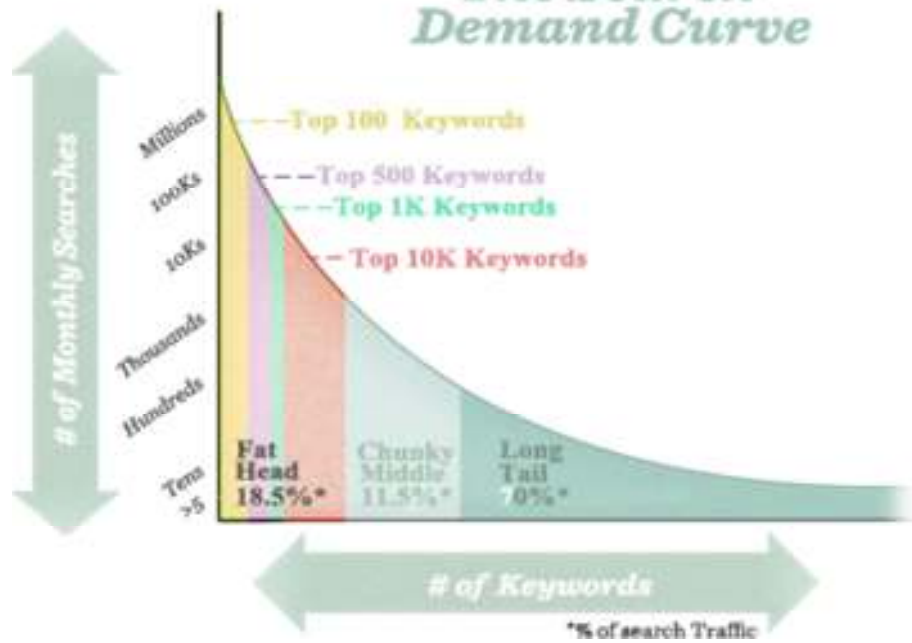 Demand Curve
# of Monthly Searches
Millions
100Ks
10Ks
Thousands
Hundreds
Tens
>5
Top 100 Keywords
Top 500 Keywords
Top 1K Keywords
Top 10K Keywords
Fat
Head
18.5%*
Chunky
Middle
11.5%*
Long
Tail
70%*
# of Keywords
*% of search Traffic